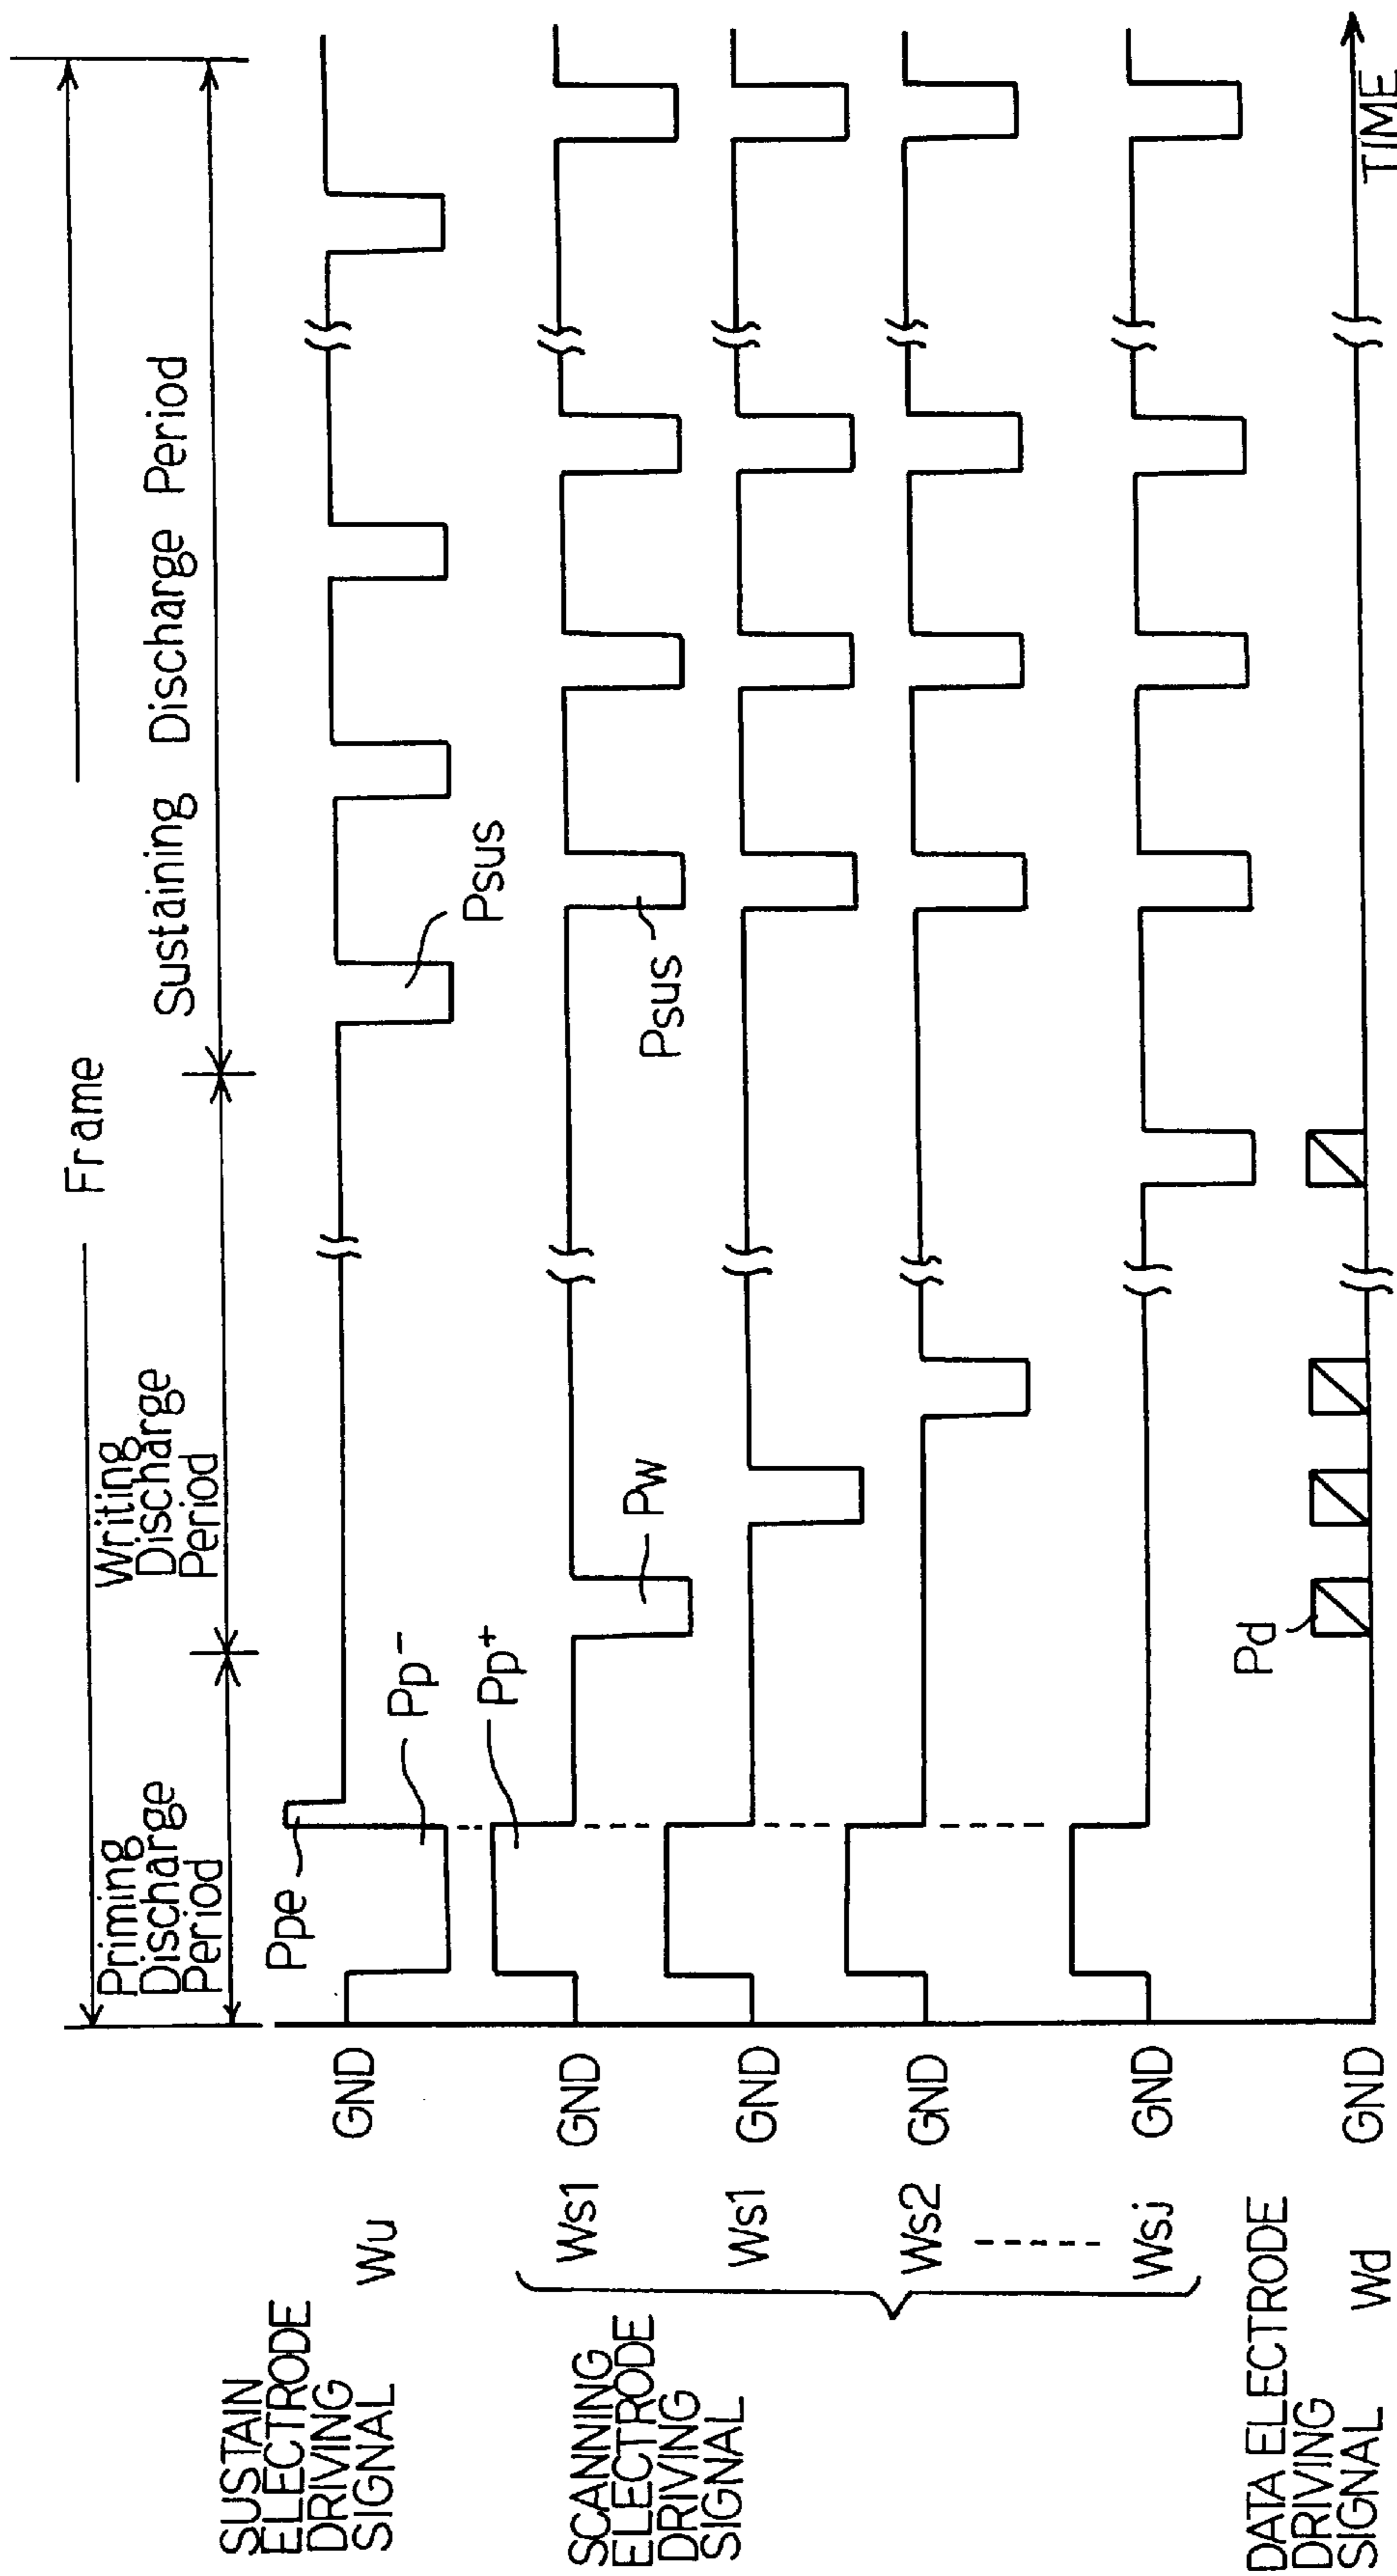 Frame
Priming
Discharge
Period
Writing
Discharge
Period
Sustaining Discharge Period
SUSTAIN
ELECTRODE
DRIVING
SIGNAL
Wu
GND
Ppe
Pp-
Psus
SCANNING
ELECTRODE
DRIVING
SIGNAL
Ws1
GND
Pp+
Pw
Psus
Ws1
GND
Ws2
GND
Wsj
GND
DATA ELECTRODE
DRIVING
SIGNAL
Wd
GND
Pd
TIME